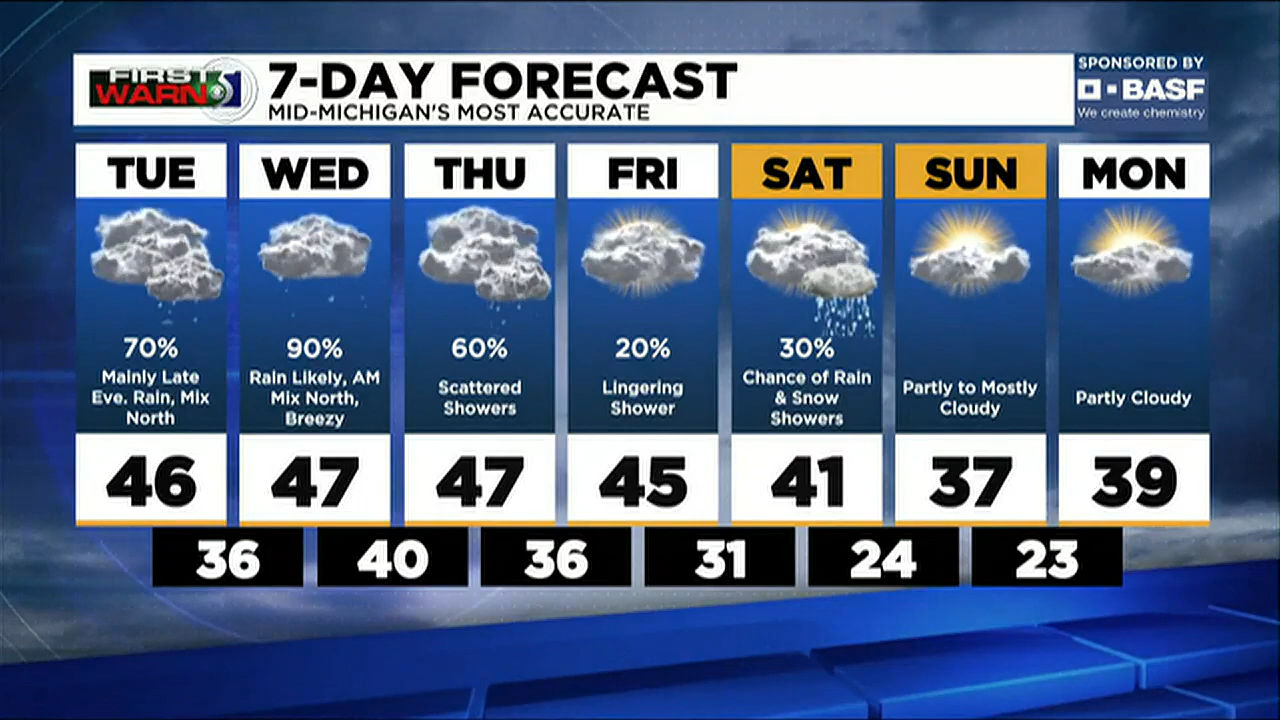 FIRST
WARN 5
7-DAY FORECAST
MID-MICHIGAN'S MOST ACCURATE
SPONSORED BY
BASF
We create chemistry
TUE
WED
THU
FRI
SAT
SUN
MON
70%
90%
60%
20%
30%
Mainly Late
Eve. Rain, Mix
North
Rain Likely, AM
Mix North,
Breezy
Scattered
Showers
Lingering
Shower
Chance of Rain
& Snow
Showers
Partly to Mostly
Cloudy
Partly Cloudy
46
47
47
45
41
37
39
36
40
36
31
24
23